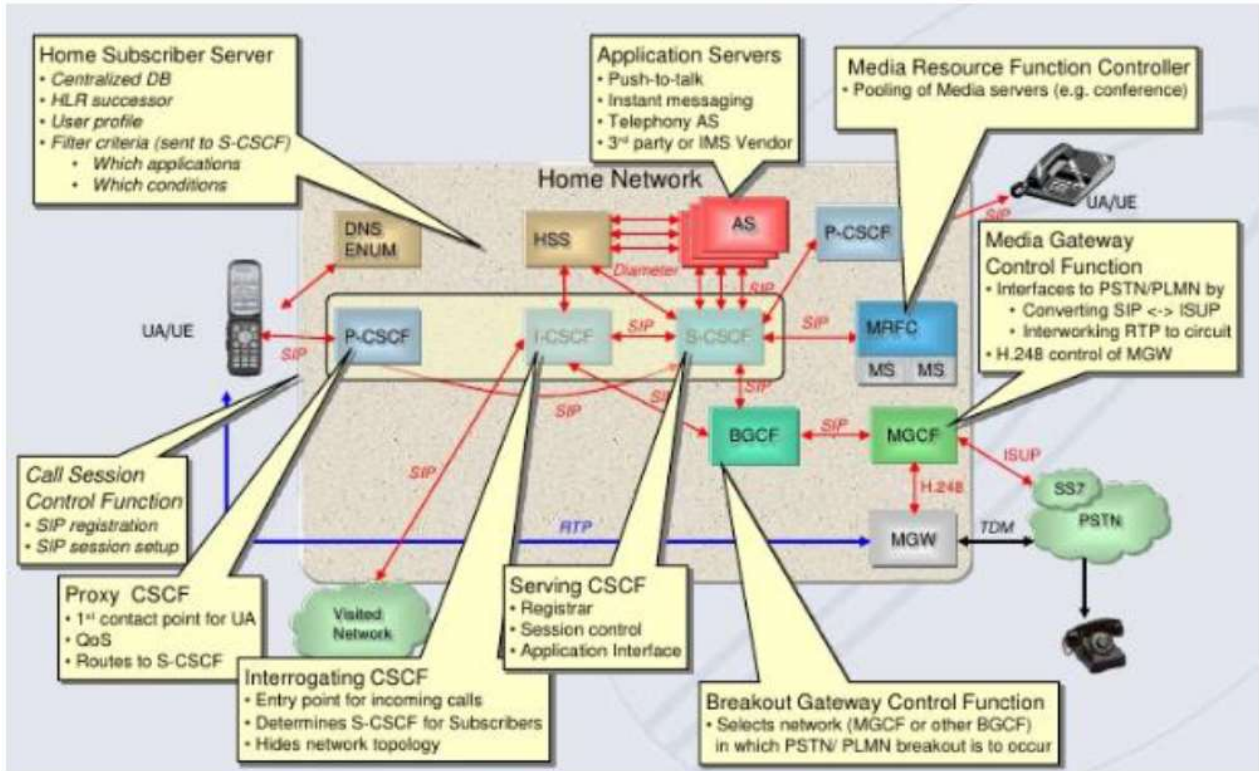 Home Subscriber Server
• Centralized DB
• HLR successor
• User profile
• Filter criteria (sent to S-CSCF)
• Which applications
• Which conditions
Application Servers
• Push-to-talk
• Instant messaging
• Telephony AS
• 3rd party or IMS Vendor
Media Resource Function Controller
• Pooling of Media servers (e.g. conference)
Home Network
UA/UE
SIP
DNS
ENUM
HSS
AS
P-CSCF
Diameter
SIP
Media Gateway
Control Function
• Interfaces to PSTN/PLMN by
• Converting SIP <-> ISUP
• Interworking RTP to circuit
• H.248 control of MGW
UA/UE
SIP
P-CSCF
I-CSCF
SIP
S-CSCF
SIP
MRFC
MS MS
SIP
SIP
SIP
BGCF
SIP
MGCF
ISUP
H.248
SS7
PSTN
TDM
MGW
RTP
Call Session
Control Function
• SIP registration
• SIP session setup
Proxy CSCF
• 1st contact point for UA
• QoS
• Routes to S-CSCF
Visited
Network
Interrogating CSCF
• Entry point for incoming calls
• Determines S-CSCF for Subscribers
• Hides network topology
Serving CSCF
• Registrar
• Session control
• Application Interface
Breakout Gateway Control Function
• Selects network (MGCF or other BGCF)
in which PSTN/ PLMN breakout is to occur